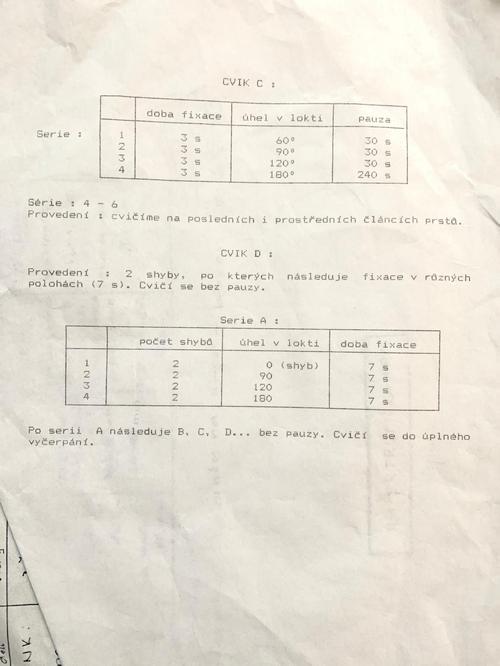 CVIK C :
doba fixace úhel v lokti pauza
Serie : 1 3 s 60° 30 s
2 3 s 90° 30 s
3 3 s 120° 30 s
4 3 s 180° 240 s
Série : 4 - 6
Provedení : cvičíme na posledních i prostředních článcích prstů.
CVIK D :
Provedení : 2 shyby, po kterých následuje fixace v různých
polohách (7 s). Cvičí se bez pauzy.
Serie A :
počet shybů úhel v lokti doba fixace
1 2 0 (shyb) 7 s
2 2 90 7 s
3 2 120 7 s
4 2 180 7 s
Po serii A následuje B, C, D... bez pauzy. Cvičí se do úplného
vyčerpání.
NK: